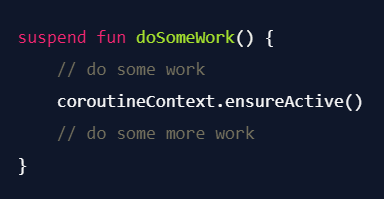 suspend fun doSomeWork() {
    // do some work
    coroutineContext.ensureActive()
    // do some more work
}